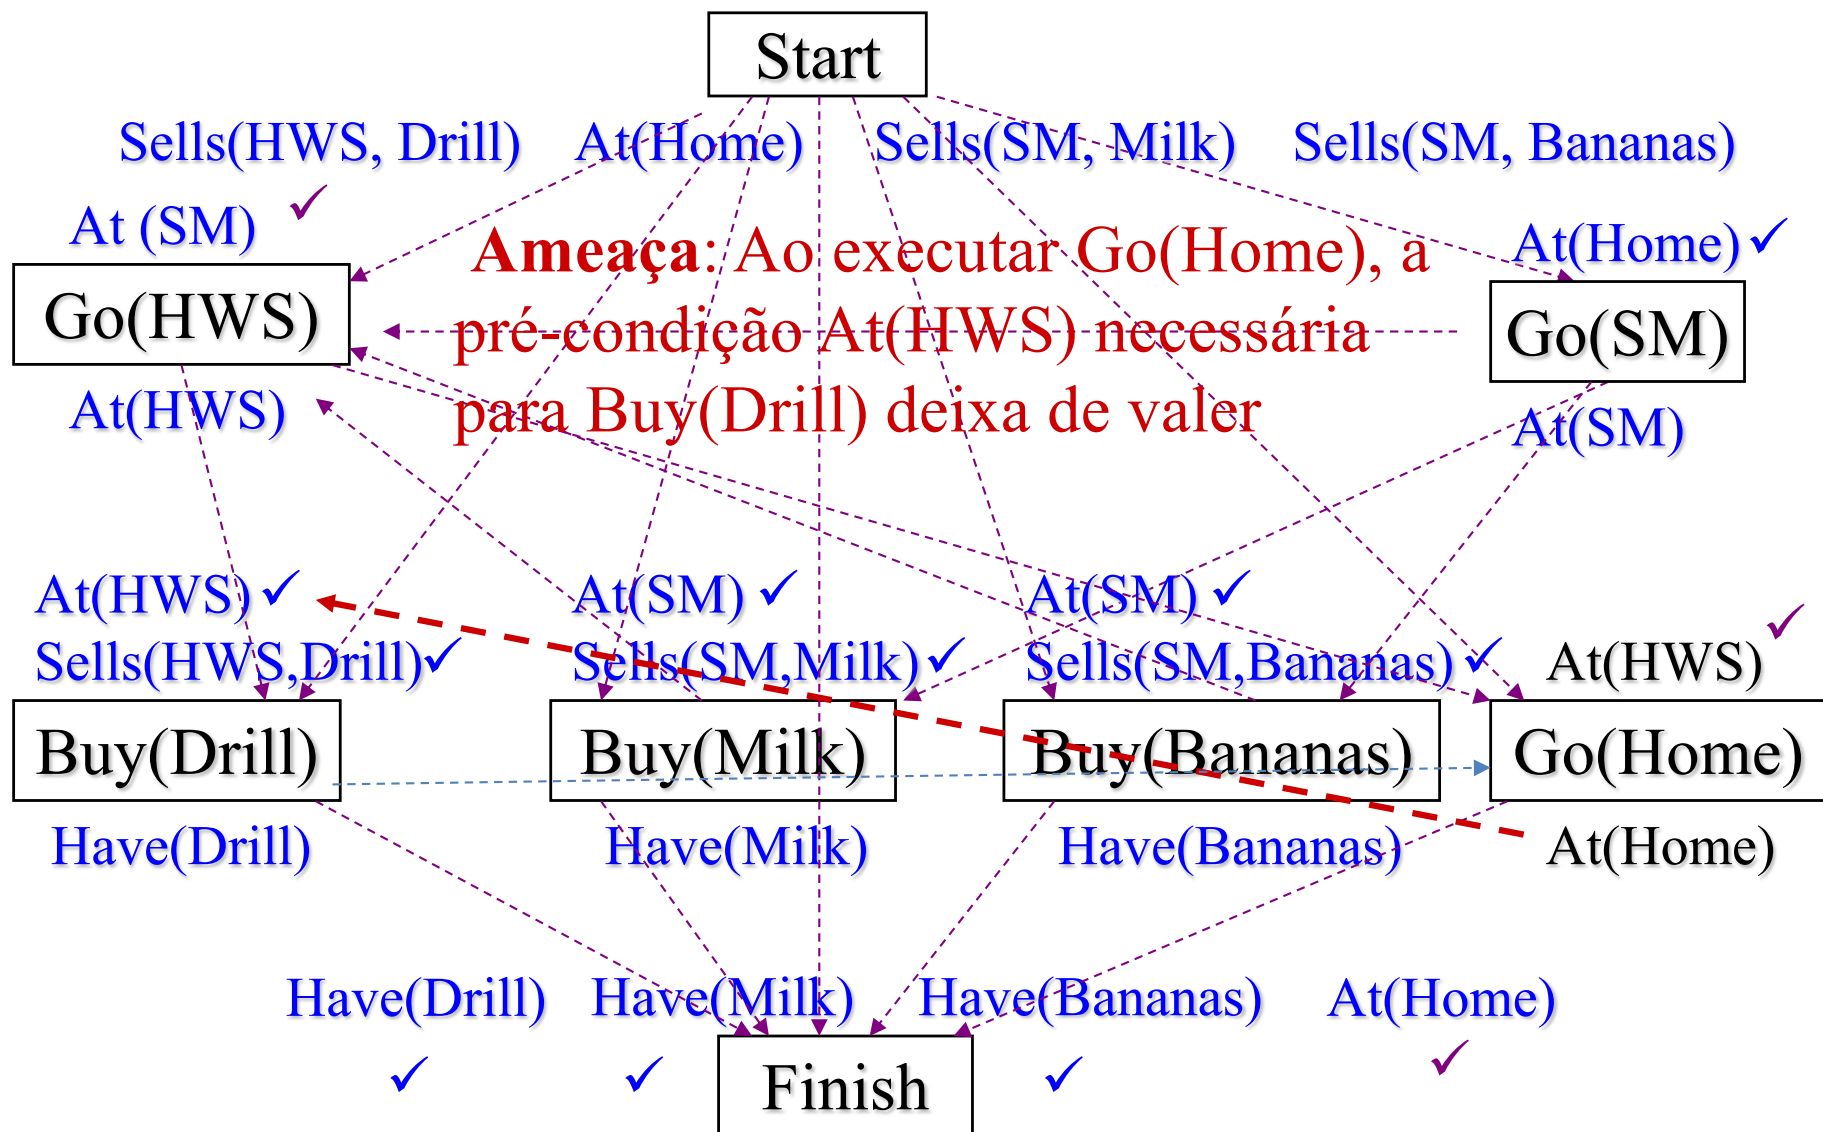 Start
Sells(HWS, Drill) At(Home) Sells(SM, Milk) Sells(SM, Bananas)
At (SM)
At(Home)
Ameaça: Ao executar Go(Home), a
pré-condição At(HWS) necessária
para Buy(Drill) deixa de valer
Go(HWS)
Go(SM)
At(HWS)
At(SM)
At(HWS) At(SM) At(SM)
Sells(HWS,Drill) Sells(SM,Milk) Sells(SM,Bananas) At(HWS)
Buy(Drill) Buy(Milk) Buy(Bananas) Go(Home)
Have(Drill) Have(Milk) Have(Bananas) At(Home)
Have(Drill) Have(Milk) Have(Bananas) At(Home)
Finish